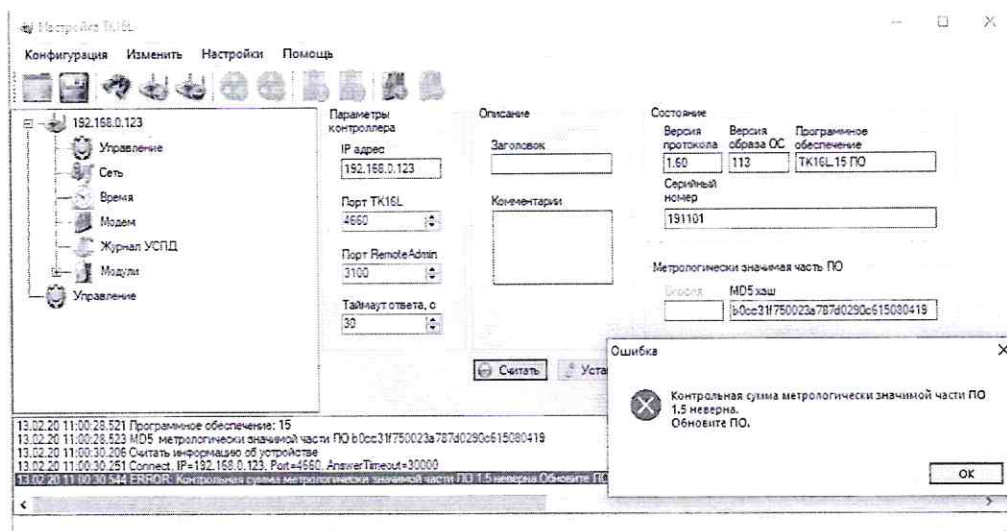 Настройка TK16L
Конфигурация Изменить Настройки Помощь
192.168.0.123
Управление
Сеть
Время
Модем
Журнал УСПД
Модули
Управление
Параметры контроллера
IP адрес
192.168.0.123
Порт TK16L
4660
Порт RemoteAdmin
3100
Таймаут ответа, с
30
Описание
Заголовок
Комментарии
Состояние
Версия протокола
1.60
Версия образа ОС
113
Программное обеспечение
TK16L.15 ПО
Серийный номер
191101
Метрологически значимая часть ПО
Версия
MD5 хаш
b0cc31f750023a787d0290c615080419
Считать
Уста
Ошибка
Контрольная сумма метрологически значимой части ПО
1.5 неверна.
Обновите ПО.
OK
13.02.20 11:00:28.521 Программное обеспечение: 15
13.02.20 11:00:28.523 MD5 метрологически значимой части ПО b0cc31f750023a787d0290c615080419
13.02.20 11:00:30.206 Считать информацию об устройстве
13.02.20 11:00:30.251 Connect, IP=192.168.0.123, Port=4660, AnswerTimeout=30000
13.02.20 11:00:30.544 ERROR: Контрольная сумма метрологически значимой части ПО 1.5 неверна.Обновите ПО